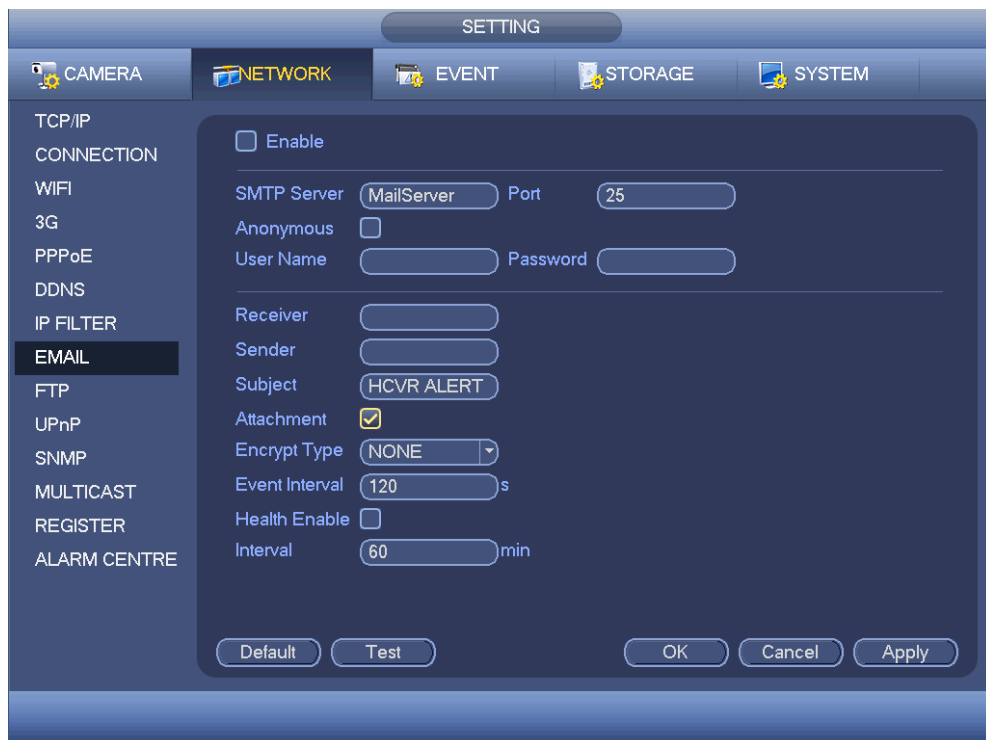 SETTING
CAMERA NETWORK EVENT STORAGE SYSTEM
TCP/IP
CONNECTION
WIFI
3G
PPPoE
DDNS
IP FILTER
EMAIL
FTP
UPnP
SNMP
MULTICAST
REGISTER
ALARM CENTRE
Enable
SMTP Server MailServer Port 25
Anonymous
User Name Password
Receiver
Sender
Subject HCVR ALERT
Attachment
Encrypt Type NONE
Event Interval 120 s
Health Enable
Interval 60 min
Default Test OK Cancel Apply